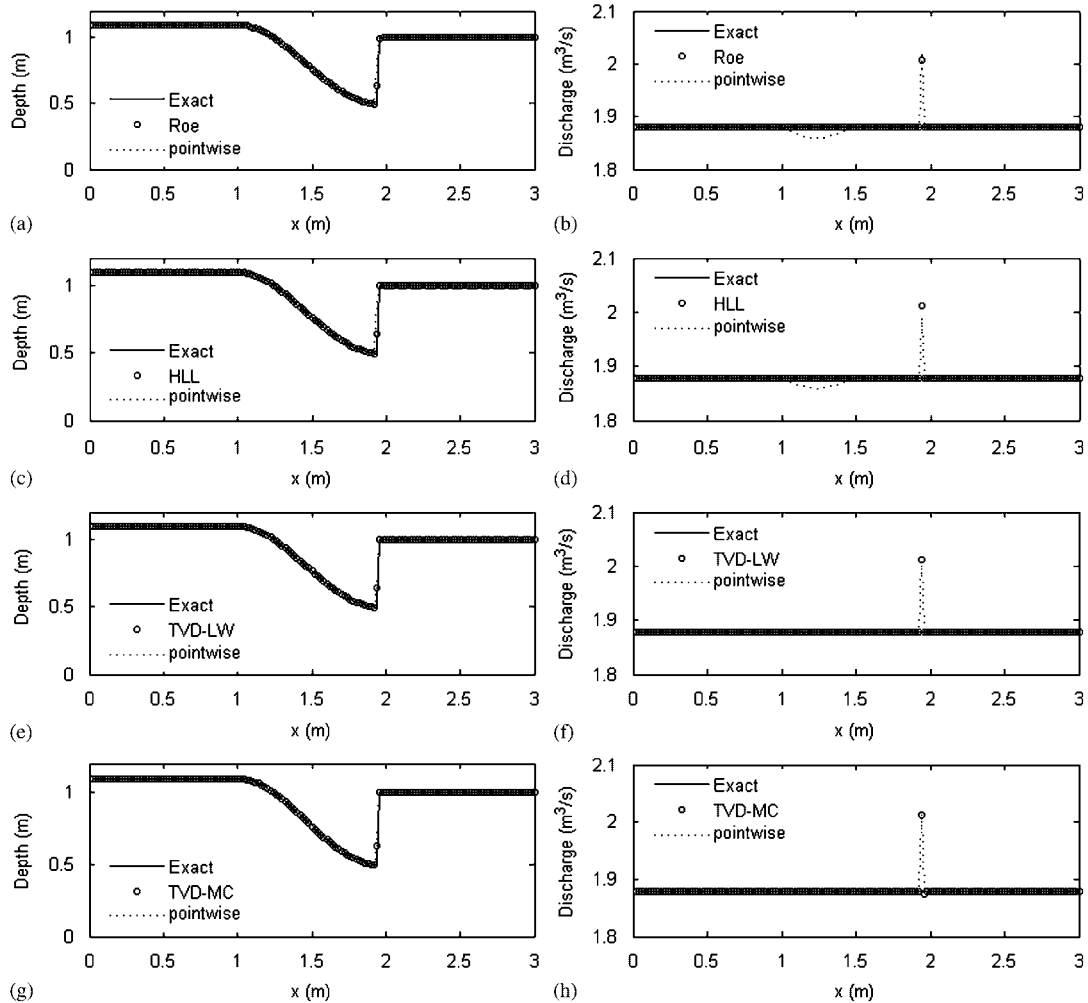 Depth (m)
1
0.5
0
Exact
Roe
pointwise
0 0.5 1 1.5 2 2.5 3
x (m)
(a)
Discharge (m³/s)
2.1
2
1.9
1.8
Exact
Roe
pointwise
0 0.5 1 1.5 2 2.5 3
x (m)
(b)
Depth (m)
1
0.5
0
Exact
HLL
pointwise
0 0.5 1 1.5 2 2.5 3
x (m)
(c)
Discharge (m³/s)
2.1
2
1.9
1.8
Exact
HLL
pointwise
0 0.5 1 1.5 2 2.5 3
x (m)
(d)
Depth (m)
1
0.5
0
Exact
TVD-LW
pointwise
0 0.5 1 1.5 2 2.5 3
x (m)
(e)
Discharge (m³/s)
2.1
2
1.9
1.8
Exact
TVD-LW
pointwise
0 0.5 1 1.5 2 2.5 3
x (m)
(f)
Depth (m)
1
0.5
0
Exact
TVD-MC
pointwise
0 0.5 1 1.5 2 2.5 3
x (m)
(g)
Discharge (m³/s)
2.1
2
1.9
1.8
Exact
TVD-MC
pointwise
0 0.5 1 1.5 2 2.5 3
x (m)
(h)